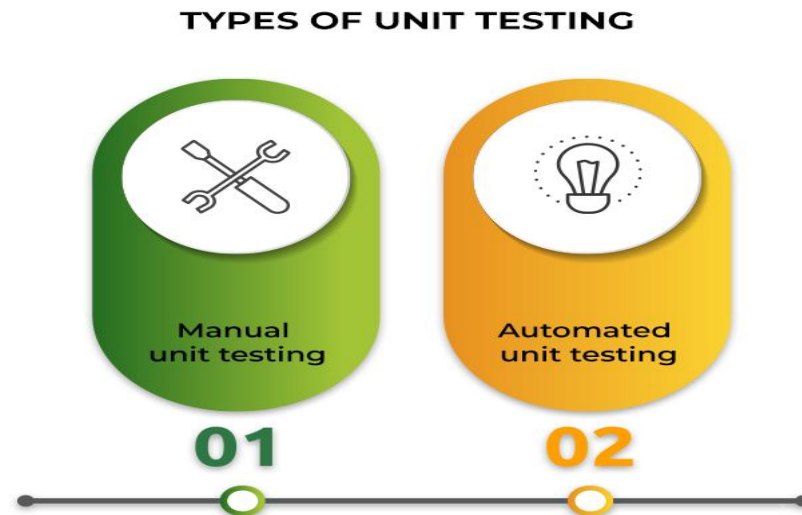 TYPES OF UNIT TESTING
Manual
unit testing
Automated
unit testing
01
02